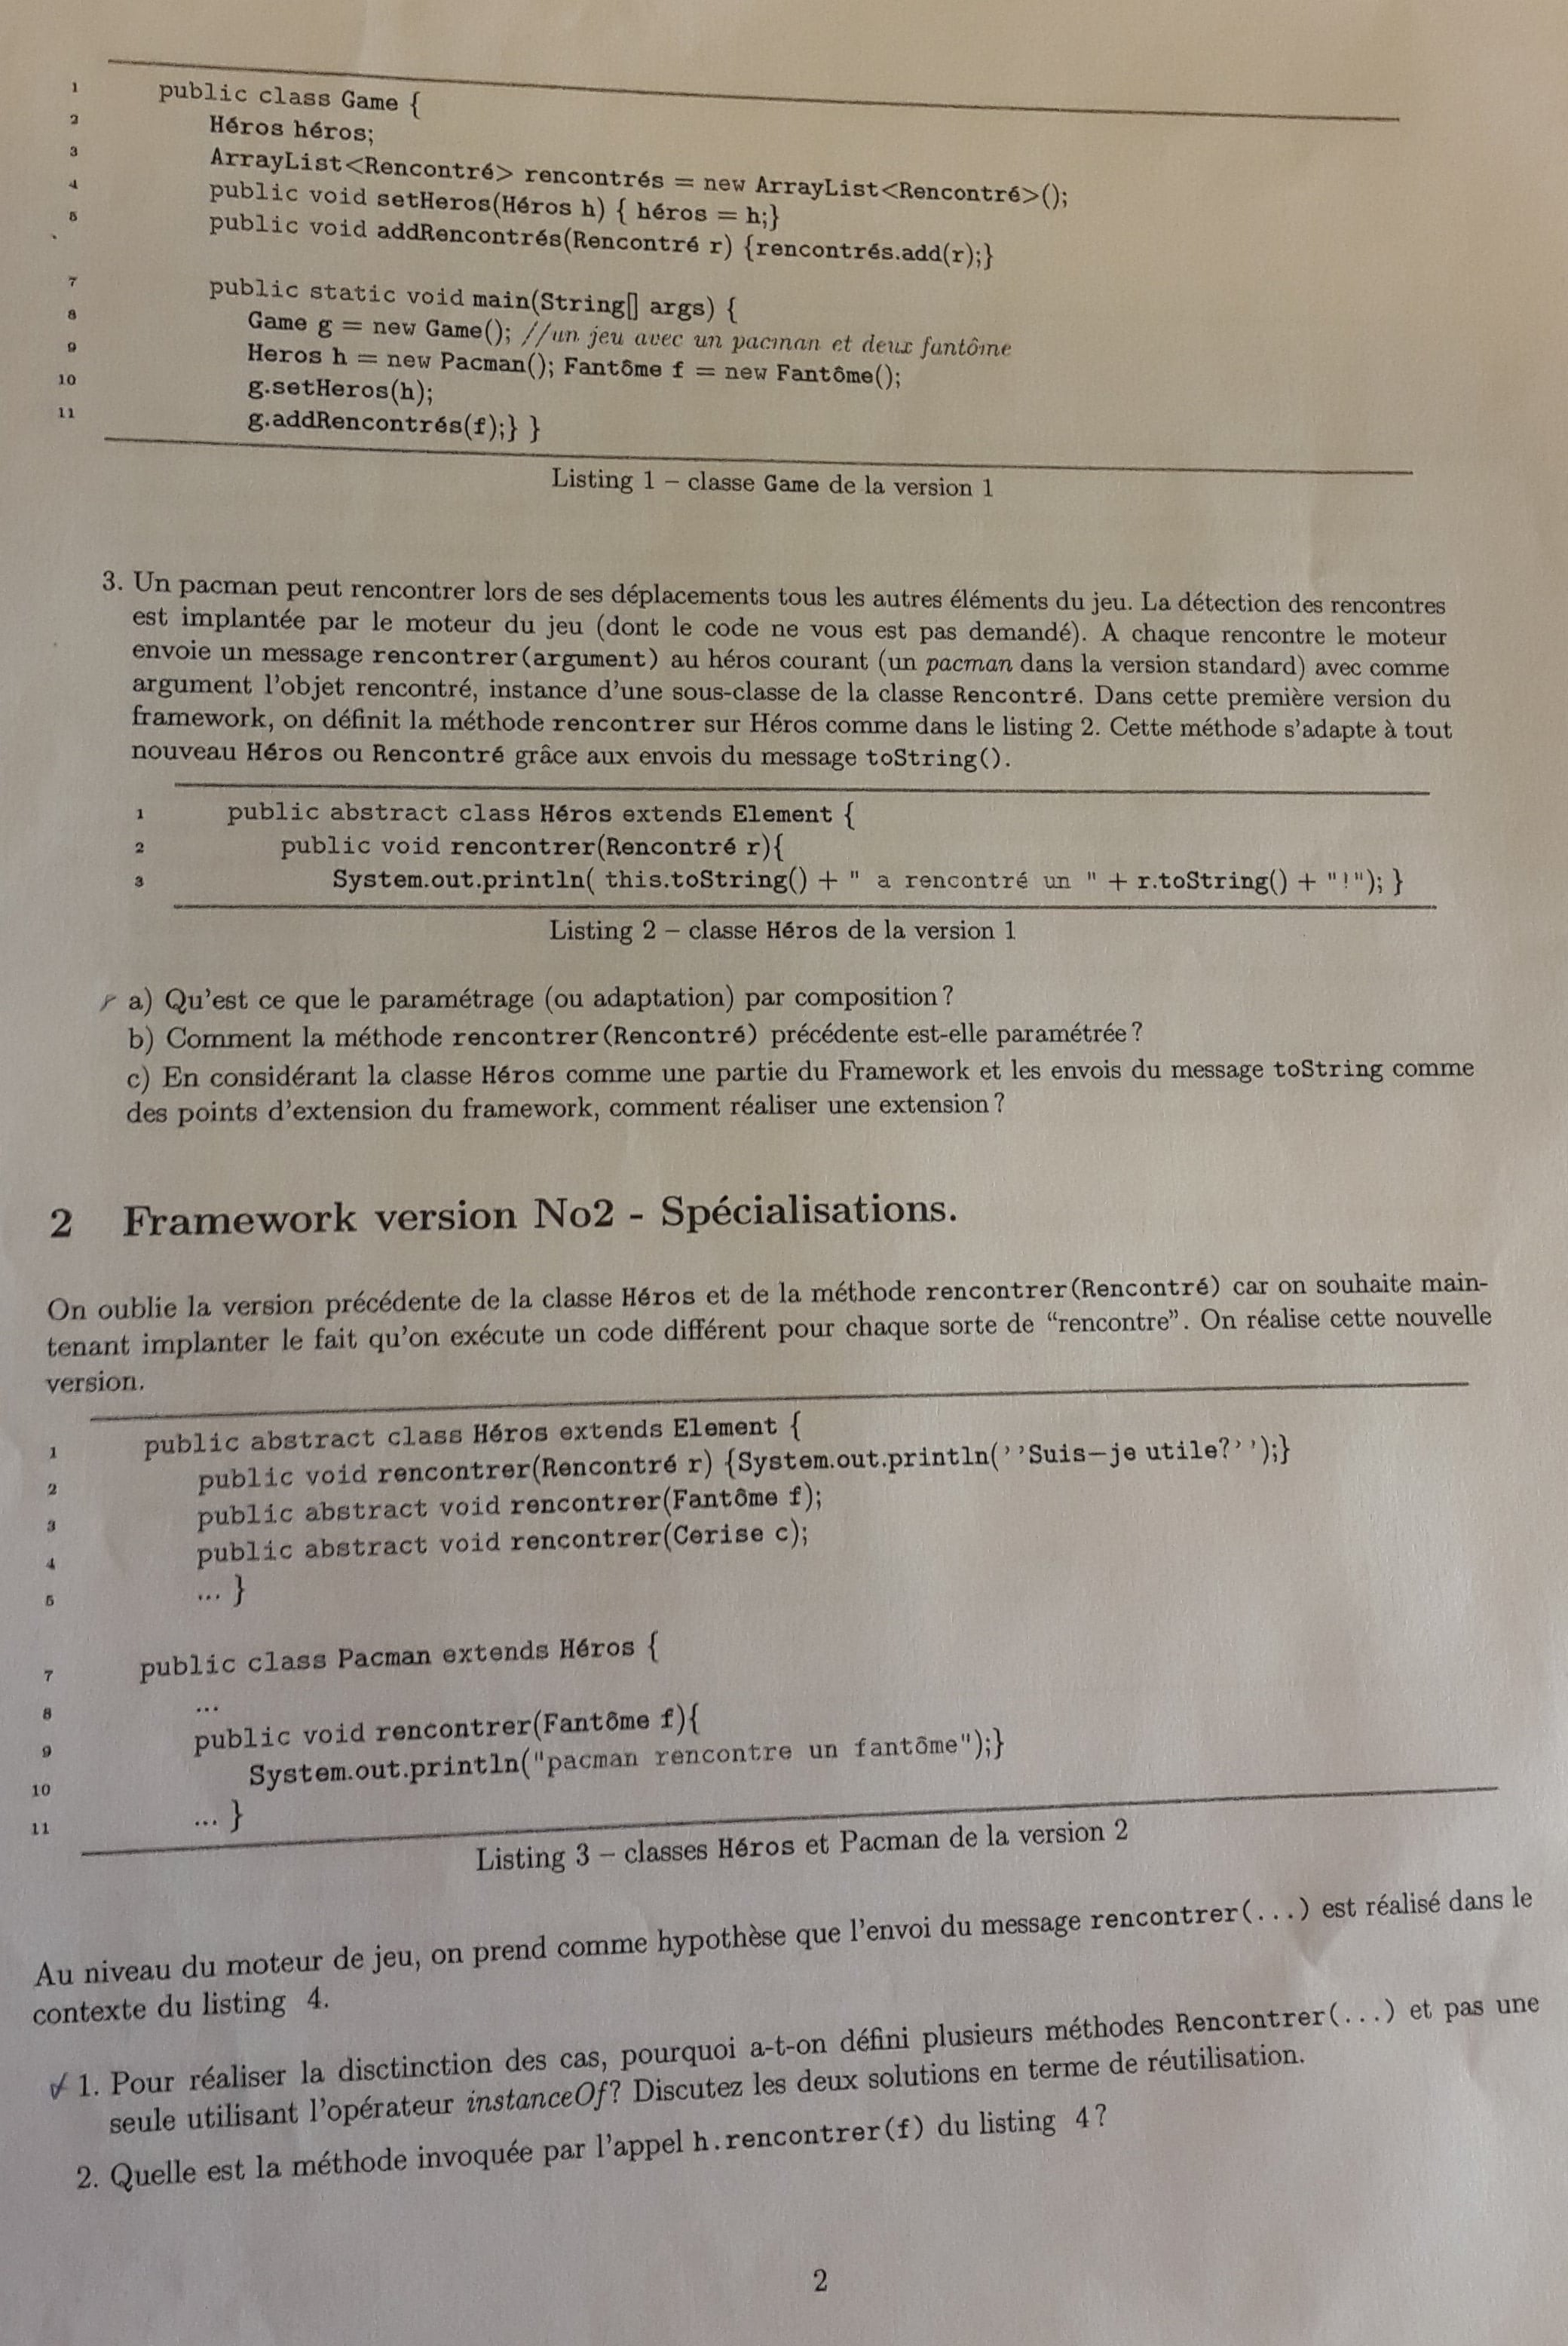 1 public class Game {
2 Héros héros;
3 ArrayList<Rencontré> rencontrés = new ArrayList<Rencontré>();
4 public void setHeros(Héros h) { héros = h;}
5 public void addRencontrés(Rencontré r) {rencontrés.add(r);}
7 public static void main(String[] args) {
8 Game g = new Game(); //un jeu avec un pacman et deux fantôme
9 Heros h = new Pacman(); Fantôme f = new Fantôme();
10 g.setHeros(h);
11 g.addRencontrés(f);} }
Listing 1 – classe Game de la version 1
3. Un pacman peut rencontrer lors de ses déplacements tous les autres éléments du jeu. La détection des rencontres
est implantée par le moteur du jeu (dont le code ne vous est pas demandé). A chaque rencontre le moteur
envoie un message rencontrer(argument) au héros courant (un pacman dans la version standard) avec comme
argument l'objet rencontré, instance d'une sous-classe de la classe Rencontré. Dans cette première version du
framework, on définit la méthode rencontrer sur Héros comme dans le listing 2. Cette méthode s'adapte à tout
nouveau Héros ou Rencontré grâce aux envois du message toString().
1 public abstract class Héros extends Element {
2 public void rencontrer(Rencontré r){
3 System.out.println( this.toString() + " a rencontré un " + r.toString() + "!"); }
Listing 2 – classe Héros de la version 1
a) Qu'est ce que le paramétrage (ou adaptation) par composition ?
b) Comment la méthode rencontrer(Rencontré) précédente est-elle paramétrée ?
c) En considérant la classe Héros comme une partie du Framework et les envois du message toString comme
des points d'extension du framework, comment réaliser une extension ?
2 Framework version No2 - Spécialisations.
On oublie la version précédente de la classe Héros et de la méthode rencontrer(Rencontré) car on souhaite main-
tenant implanter le fait qu'on exécute un code différent pour chaque sorte de “rencontre”. On réalise cette nouvelle
version.
1 public abstract class Héros extends Element {
2 public void rencontrer(Rencontré r) {System.out.println(''Suis–je utile?'');}
3 public abstract void rencontrer(Fantôme f);
4 public abstract void rencontrer(Cerise c);
5 ... }
7 public class Pacman extends Héros {
8 ...
9 public void rencontrer(Fantôme f){
10 System.out.println("pacman rencontre un fantôme");}
11 ... }
Listing 3 – classes Héros et Pacman de la version 2
Au niveau du moteur de jeu, on prend comme hypothèse que l'envoi du message rencontrer(...) est réalisé dans le
contexte du listing 4.
1. Pour réaliser la disctinction des cas, pourquoi a-t-on défini plusieurs méthodes Rencontrer(...) et pas une
seule utilisant l'opérateur instanceOf? Discutez les deux solutions en terme de réutilisation.
2. Quelle est la méthode invoquée par l'appel h.rencontrer(f) du listing 4 ?
2